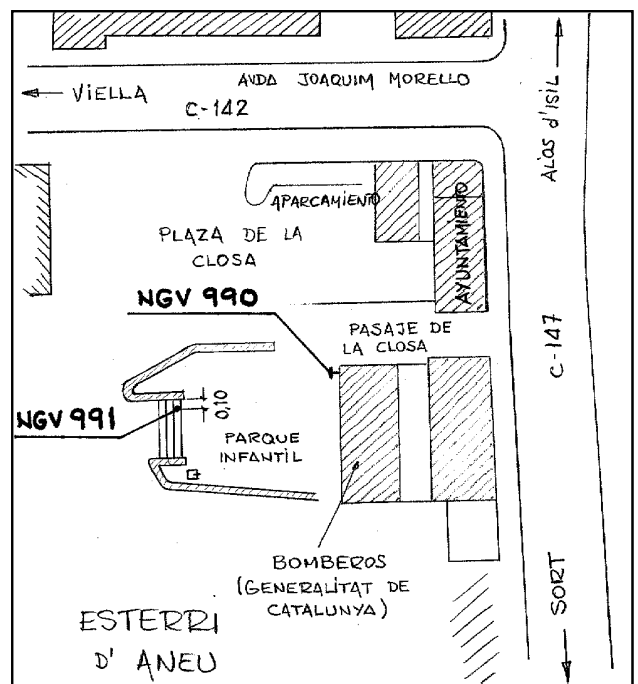 AVDA JOAQUIM MORELLO
VIELLA
C-142
Alós d'Isil
APARCAMIENTO
AYUNTAMIENTO
PLAZA DE LA
CLOSA
NGV 990
PASAJE DE
LA CLOSA
C-147
NGV 991
0,10
PARQUE
INFANTIL
BOMBEROS
(GENERALITAT DE
CATALUNYA)
SORT
ESTERRI
D' ANEU